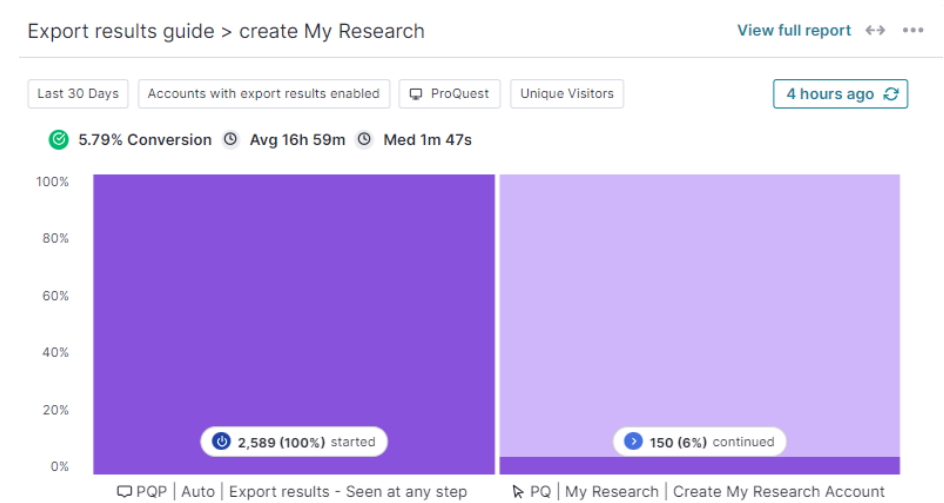 Export results guide > create My Research
View full report
Last 30 Days
Accounts with export results enabled
ProQuest
Unique Visitors
4 hours ago
5.79% Conversion Avg 16h 59m Med 1m 47s
100%
80%
60%
40%
20%
0%
2,589 (100%) started
150 (6%) continued
PQP | Auto | Export results - Seen at any step
PQ | My Research | Create My Research Account